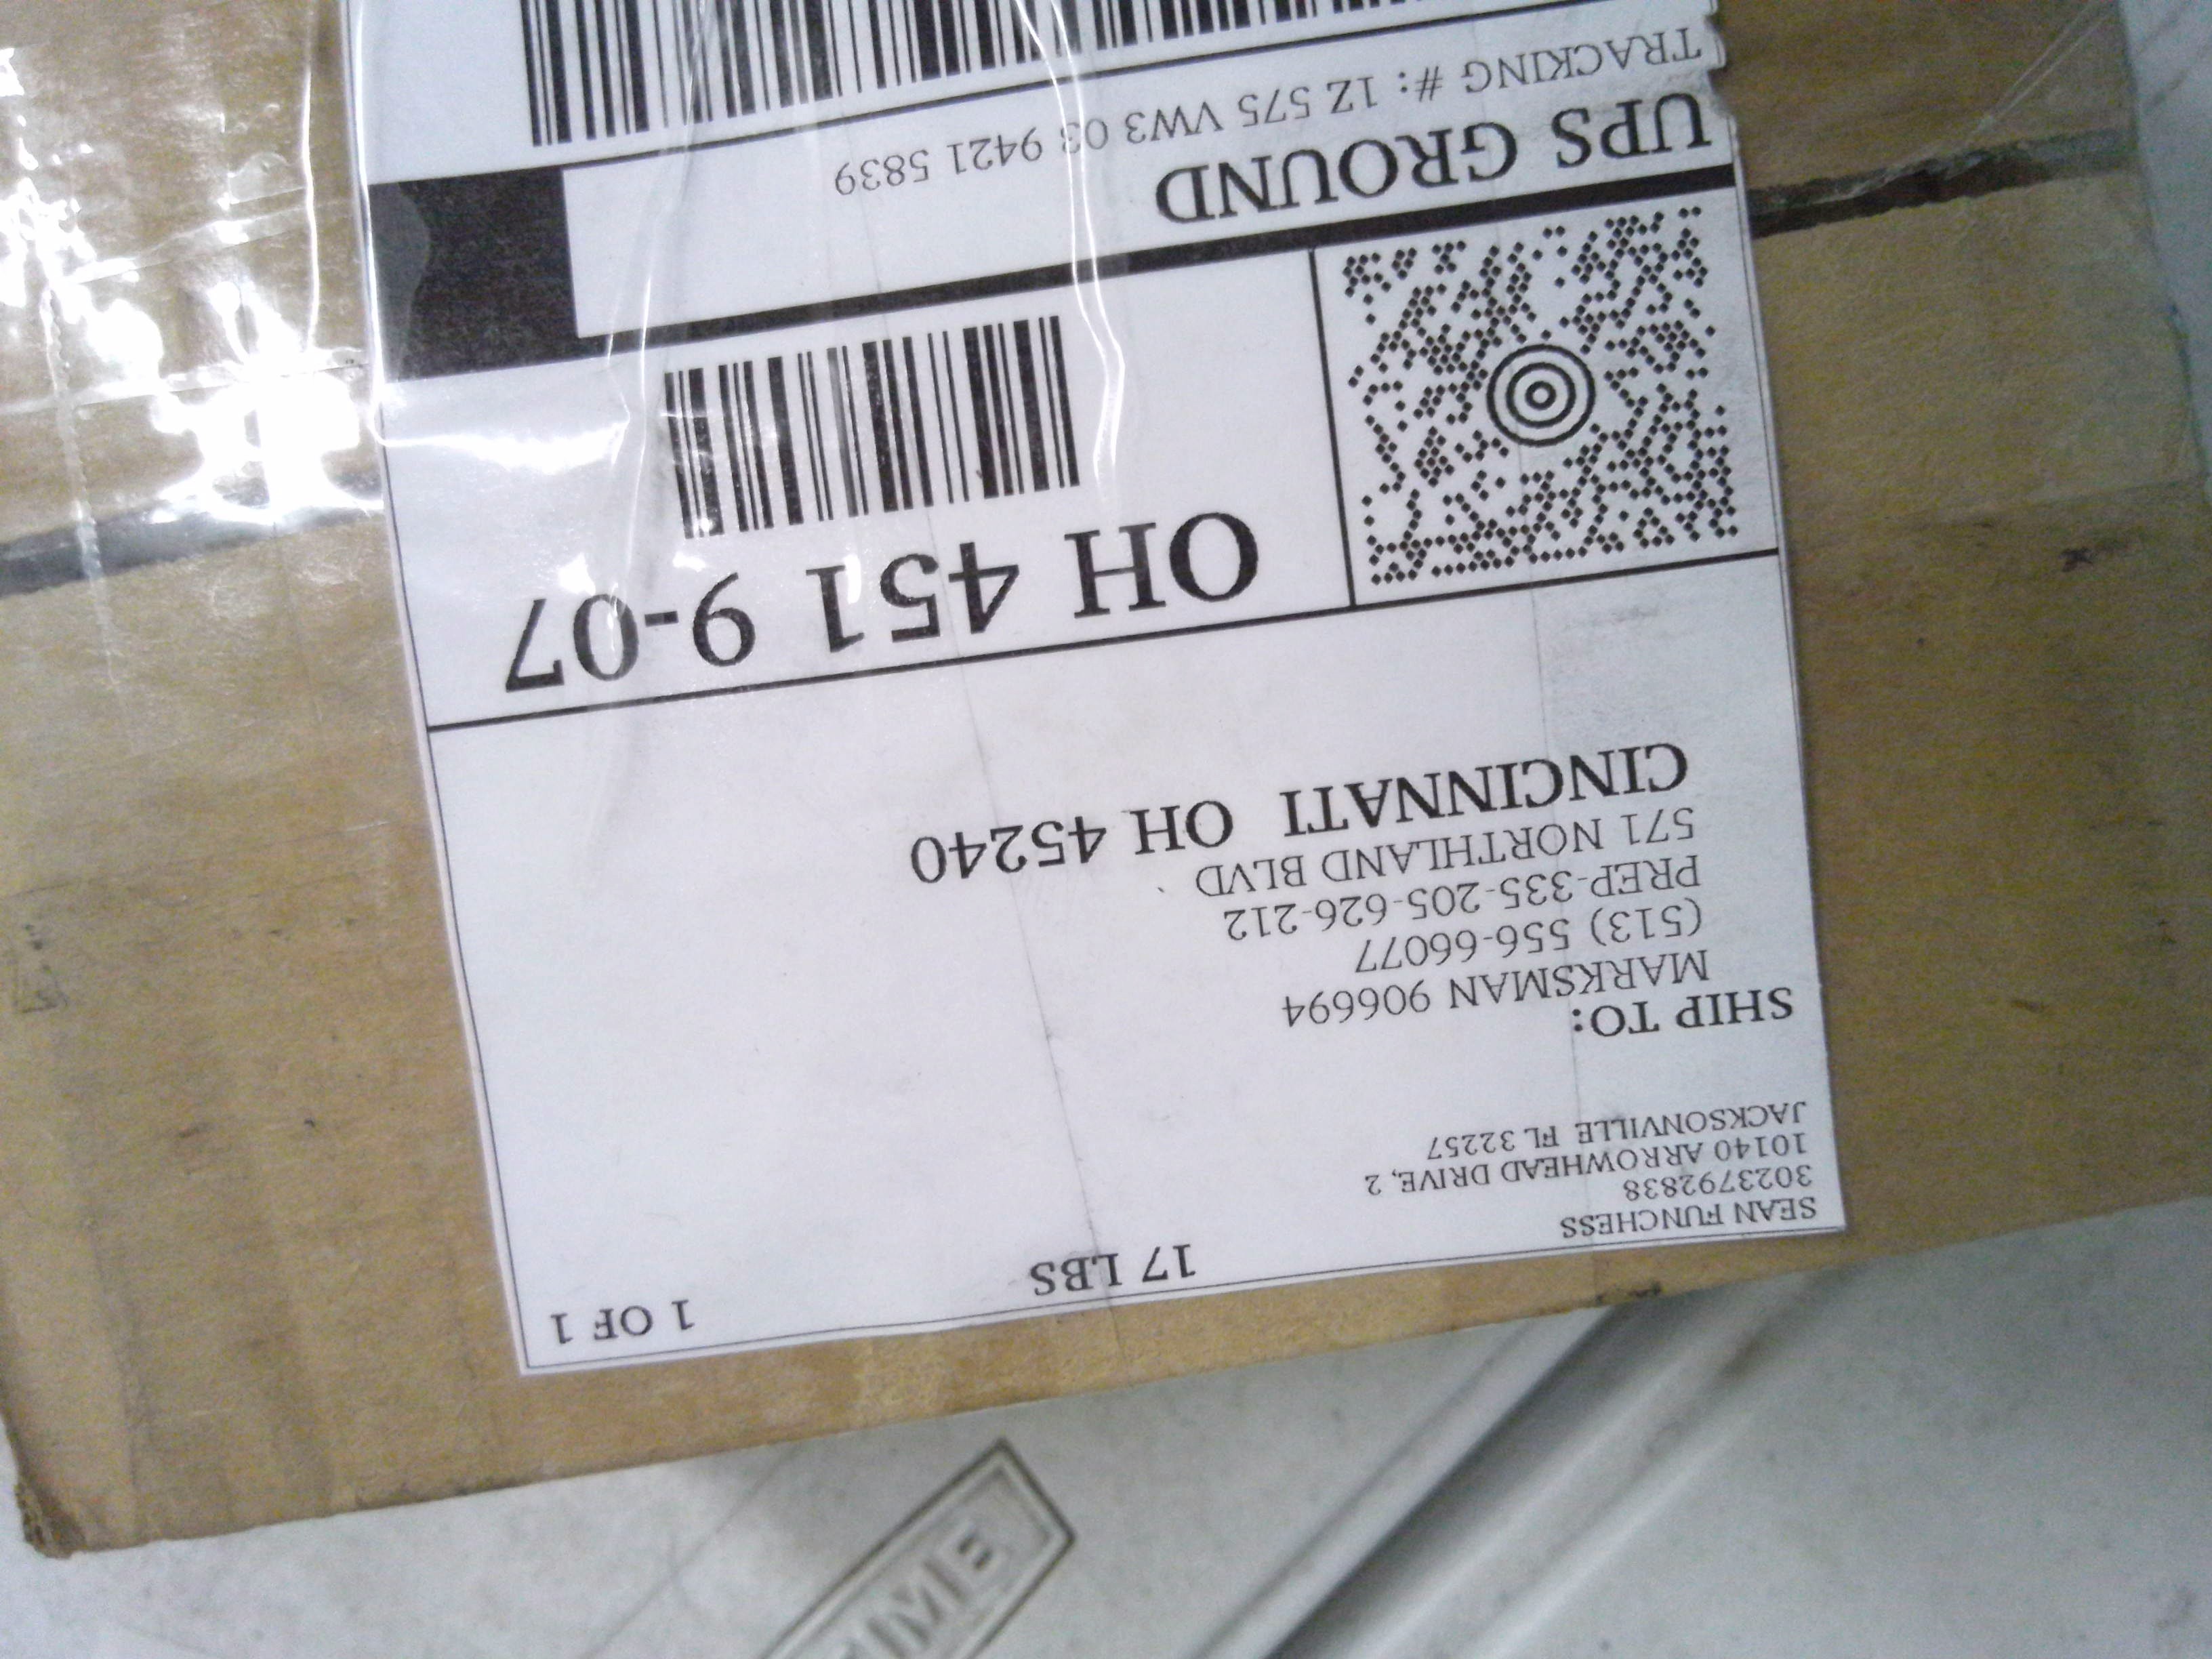 SEAN FUNCHESS
3023792838
10140 ARROWHEAD DRIVE, 2
JACKSONVILLE FL 32257
17 LBS
1 OF 1
SHIP TO:
MARKSMAN 906694
(513) 556-66077
PREP-335-205-626-212
571 NORTHLAND BLVD
CINCINNATI OH 45240
OH 451 9-07
UPS GROUND
TRACKING #: 1Z 575 VW3 03 9421 5839